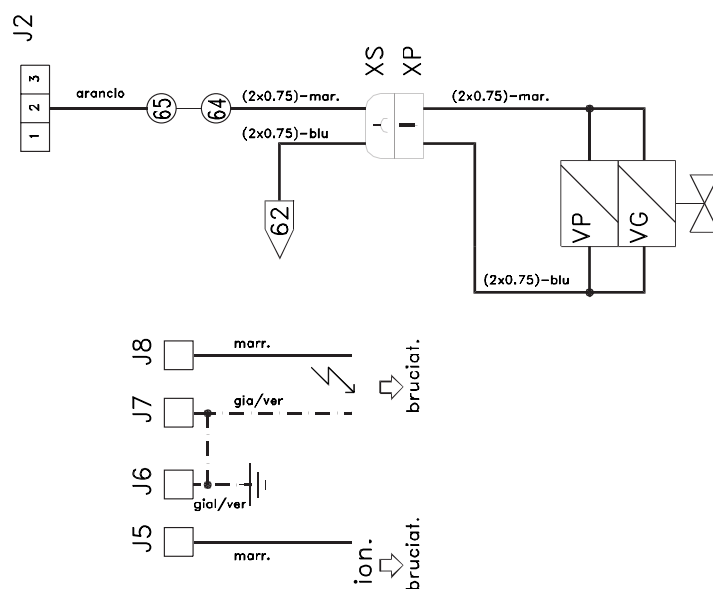 J2
3
2
1
arancio
65
64
(2x0.75)-mar.
(2x0.75)-blu
62
XS
XP
(2x0.75)-mar.
VP
VG
(2x0.75)-blu
J8
marr.
J7
gia/ver
bruciat.
J6
gial/ver
J5
marr.
ion.
bruciat.